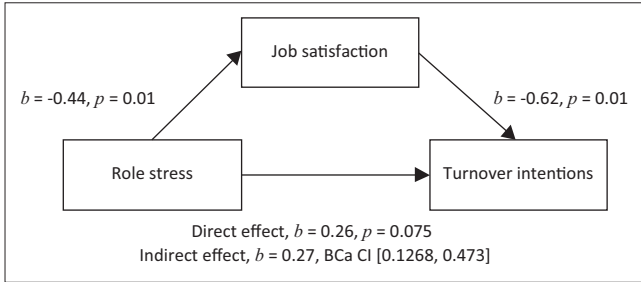 Job satisfaction
b = -0.44, p = 0.01
b = -0.62, p = 0.01
Role stress
Turnover intentions
Direct effect, b = 0.26, p = 0.075
Indirect effect, b = 0.27, BCa CI [0.1268, 0.473]